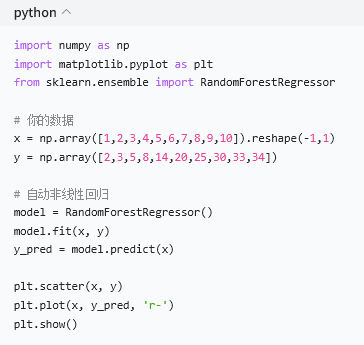 python
import numpy as np
import matplotlib.pyplot as plt
from sklearn.ensemble import RandomForestRegressor
# 你的数据
x = np.array([1,2,3,4,5,6,7,8,9,10]).reshape(-1,1)
y = np.array([2,3,5,8,14,20,25,30,33,34])
# 自动非线性回归
model = RandomForestRegressor()
model.fit(x, y)
y_pred = model.predict(x)
plt.scatter(x, y)
plt.plot(x, y_pred, 'r-')
plt.show()